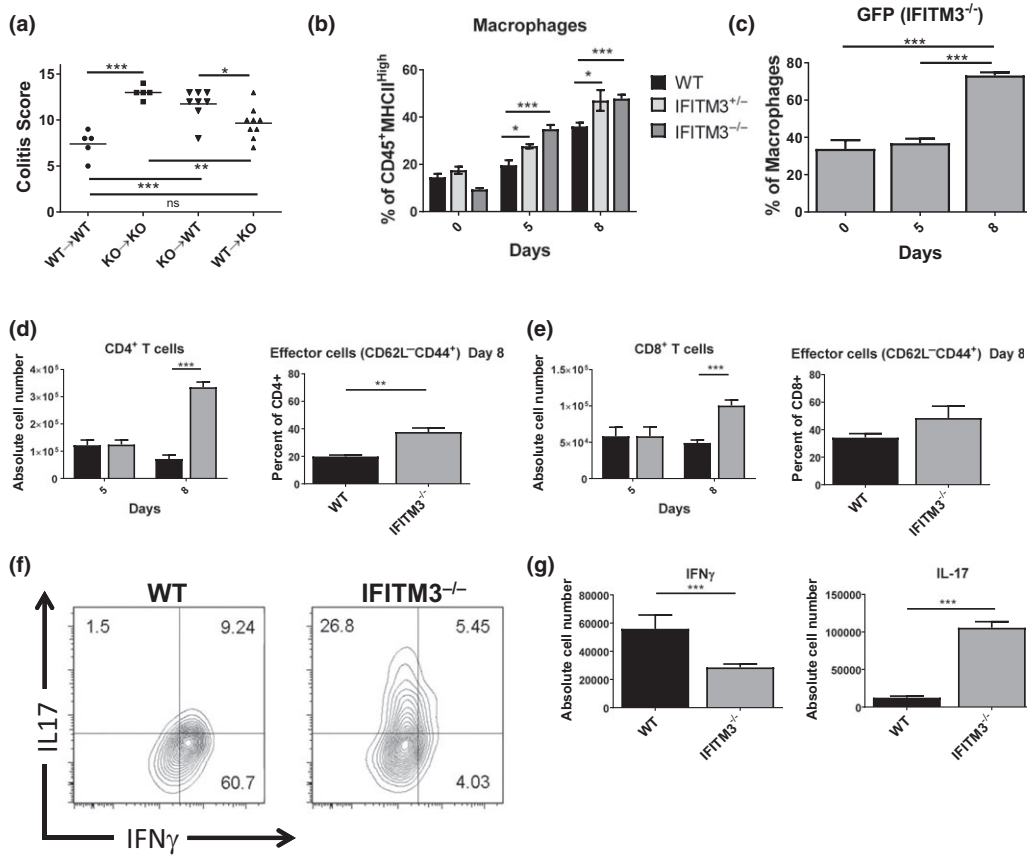 (a)
***
*
**
***
ns
Colitis Score
15
10
5
0
WT→WT
KO→KO
KO→WT
WT→KO
(b)
Macrophages
% of CD45⁺MHCII^High
60
40
20
0
*
***
*
***
0
5
8
Days
WT
IFITM3⁺/⁻
IFITM3⁻/⁻
(c)
GFP (IFITM3⁻/⁻)
% of Macrophages
80
60
40
20
0
***
***
0
5
8
Days
(d)
CD4⁺ T cells
Absolute cell number
4×10⁵
3×10⁵
2×10⁵
1×10⁵
0
***
5
8
Days
Effector cells (CD62L⁻CD44⁺) Day 8
Percent of CD4+
80
60
40
20
0
**
WT
IFITM3⁻/⁻
(e)
CD8⁺ T cells
Absolute cell number
1.5×10⁵
1×10⁵
5×10⁴
0
***
5
8
Days
Effector cells (CD62L⁻CD44⁺) Day 8
Percent of CD8+
80
60
40
20
0
WT
IFITM3⁻/⁻
(f)
WT
1.5
9.24
60.7
IFITM3⁻/⁻
26.8
5.45
4.03
IL17
IFNγ
(g)
IFNγ
Absolute cell number
80000
60000
40000
20000
0
***
WT
IFITM3⁻/⁻
IL-17
Absolute cell number
150000
100000
50000
0
***
WT
IFITM3⁻/⁻